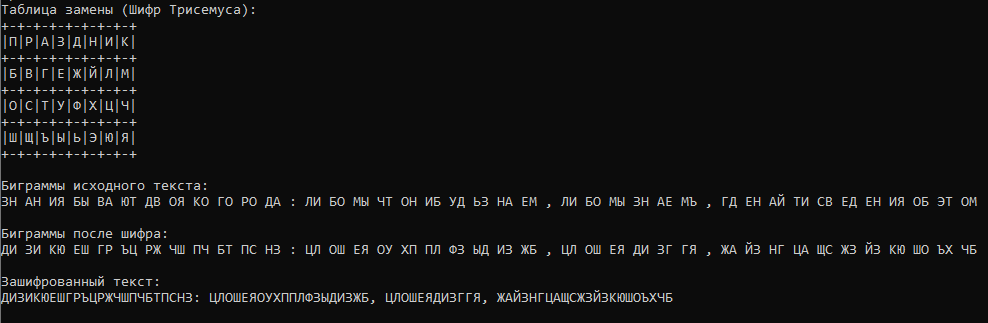 Таблица замены (Шифр Трисемуса):
+-+-+-+-+-+-+-+-+
|П|Р|А|З|Д|Н|И|К|
+-+-+-+-+-+-+-+-+
|Б|В|Г|Е|Ж|Й|Л|М|
+-+-+-+-+-+-+-+-+
|О|С|Т|У|Ф|Х|Ц|Ч|
+-+-+-+-+-+-+-+-+
|Ш|Щ|Ъ|Ы|Ь|Э|Ю|Я|
+-+-+-+-+-+-+-+-+
Биграммы исходного текста:
ЗН АН ИЯ БЫ ВА ЮТ ДВ ОЯ КО ГО РО ДА : ЛИ БО МЫ ЧТ ОН ИБ УД ЬЗ НА ЕМ , ЛИ БО МЫ ЗН АЕ МЪ , ГД ЕН АЙ ТИ СВ ЕД ЕН ИЯ ОБ ЭТ ОМ
Биграммы после шифра:
ДИ ЗИ КЮ ЕШ ГР ЪЦ РЖ ЧШ ПЧ БТ ПС НЗ : ЦЛ ОШ ЕЯ ОУ ХП ПЛ ФЗ ЫД ИЗ ЖБ , ЦЛ ОШ ЕЯ ДИ ЗГ ГЯ , ЖА ЙЗ НГ ЦА ЩС ЖЗ ЙЗ КЮ ШО ЪХ ЧБ
Зашифрованный текст:
ДИЗИКЮЕШГРЪЦРЖЧШПЧБТПСНЗ: ЦЛОШЕЯОУХППЛФЗЫДИЗЖБ, ЦЛОШЕЯДИЗГГЯ, ЖАЙЗНГЦАЩСЖЗЙЗКЮШОЪХЧБ